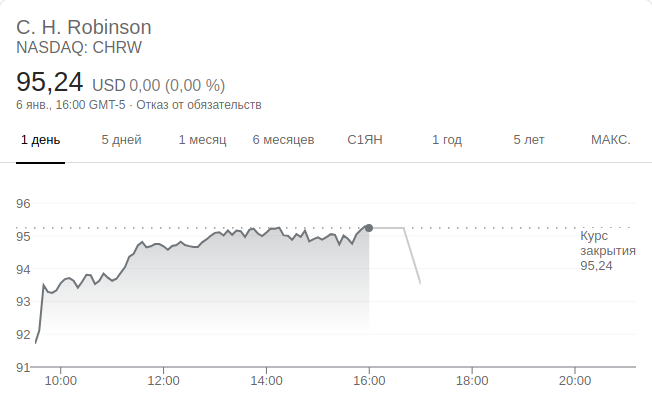 C. H. Robinson
NASDAQ: CHRW
95,24 USD 0,00 (0,00 %)
6 янв., 16:00 GMT-5 · Отказ от обязательств
1 день 5 дней 1 месяц 6 месяцев С1ЯН 1 год 5 лет МАКС.
96
95
94
93
92
91
Курс
закрытия
95,24
10:00 12:00 14:00 16:00 18:00 20:00